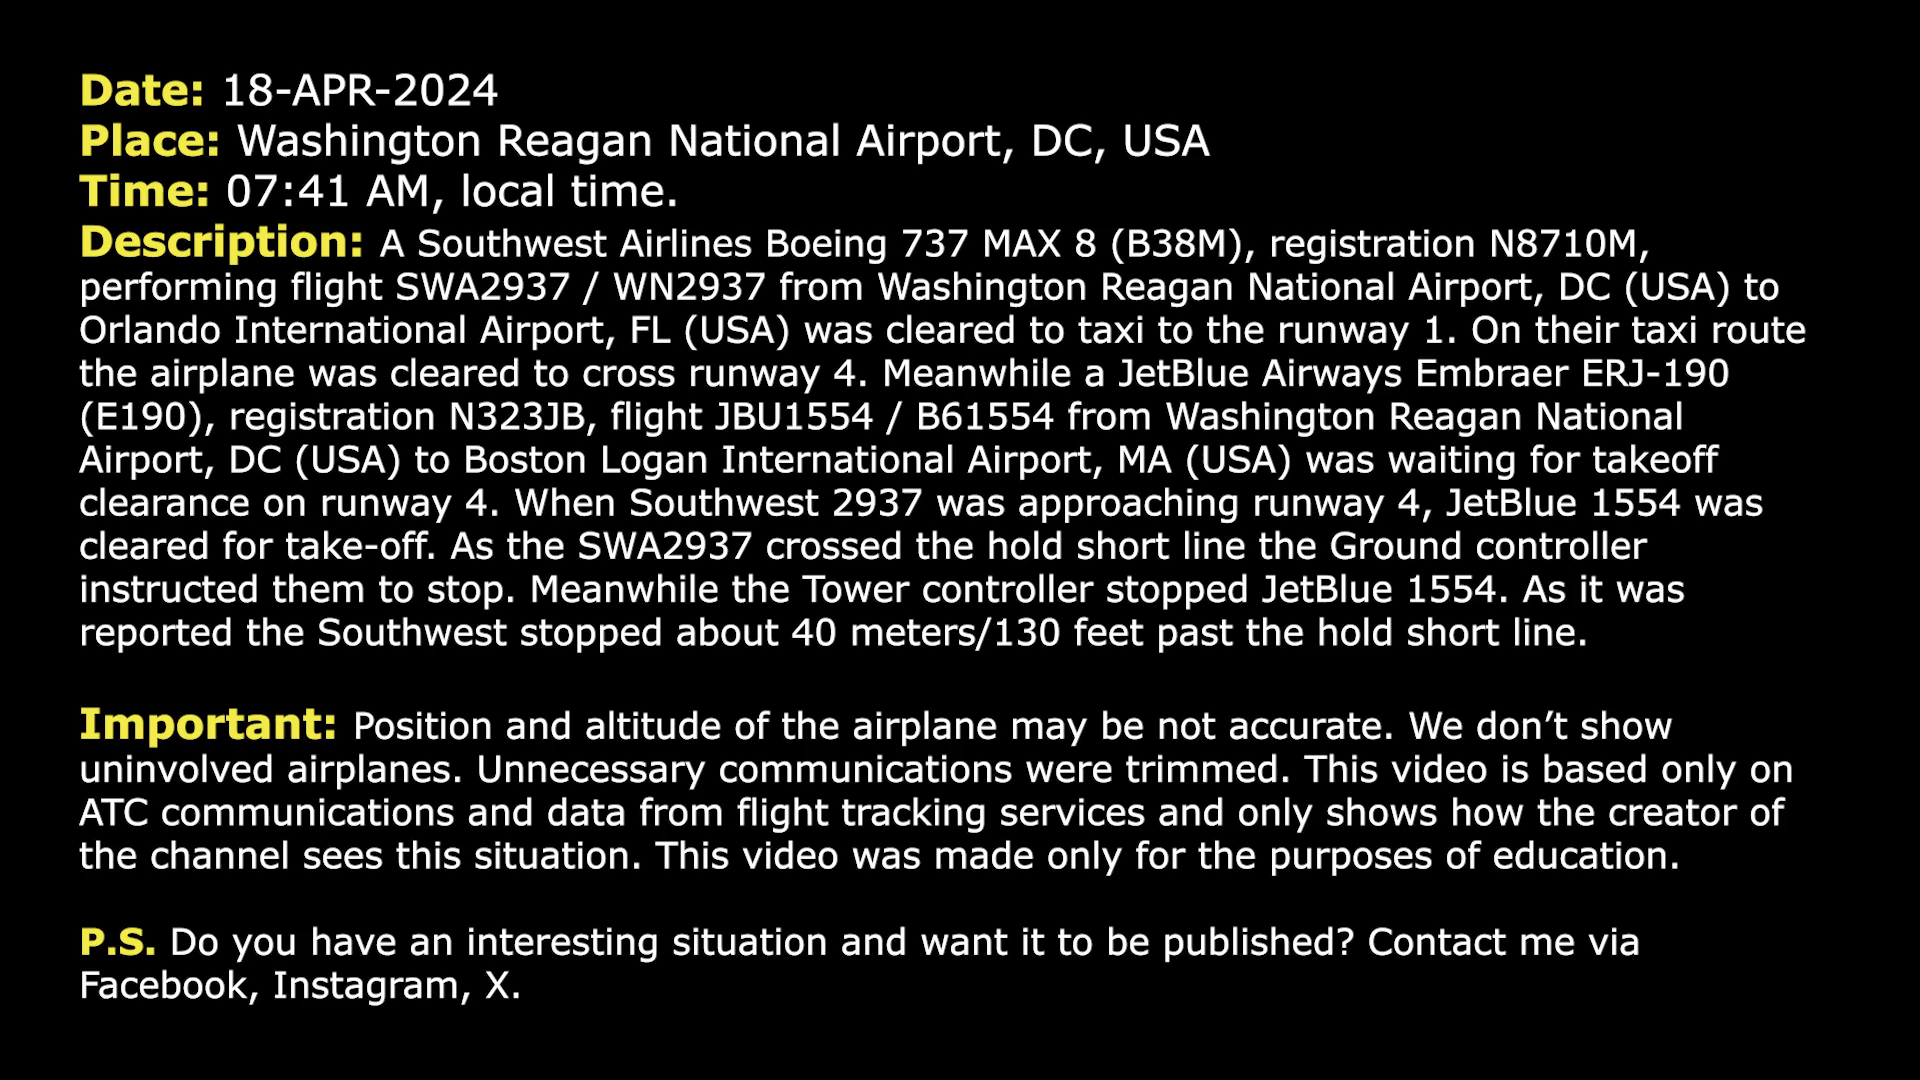 Date: 18-APR-2024
Place: Washington Reagan National Airport, DC, USA
Time: 07:41 AM, local time.
Description: A Southwest Airlines Boeing 737 MAX 8 (B38M), registration N8710M,
performing flight SWA2937 / WN2937 from Washington Reagan National Airport, DC (USA) to
Orlando International Airport, FL (USA) was cleared to taxi to the runway 1. On their taxi route
the airplane was cleared to cross runway 4. Meanwhile a JetBlue Airways Embraer ERJ-190
(E190), registration N323JB, flight JBU1554 / B61554 from Washington Reagan National
Airport, DC (USA) to Boston Logan International Airport, MA (USA) was waiting for takeoff
clearance on runway 4. When Southwest 2937 was approaching runway 4, JetBlue 1554 was
cleared for take-off. As the SWA2937 crossed the hold short line the Ground controller
instructed them to stop. Meanwhile the Tower controller stopped JetBlue 1554. As it was
reported the Southwest stopped about 40 meters/130 feet past the hold short line.
Important: Position and altitude of the airplane may be not accurate. We don’t show
uninvolved airplanes. Unnecessary communications were trimmed. This video is based only on
ATC communications and data from flight tracking services and only shows how the creator of
the channel sees this situation. This video was made only for the purposes of education.
P.S. Do you have an interesting situation and want it to be published? Contact me via
Facebook, Instagram, X.